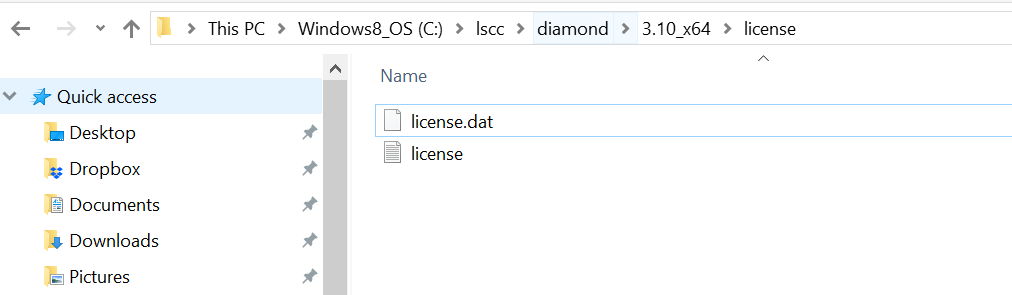 This PC > Windows8_OS (C:) > lscc > diamond > 3.10_x64 > license
Name
Quick access
license.dat
Desktop
license
Dropbox
Documents
Downloads
Pictures